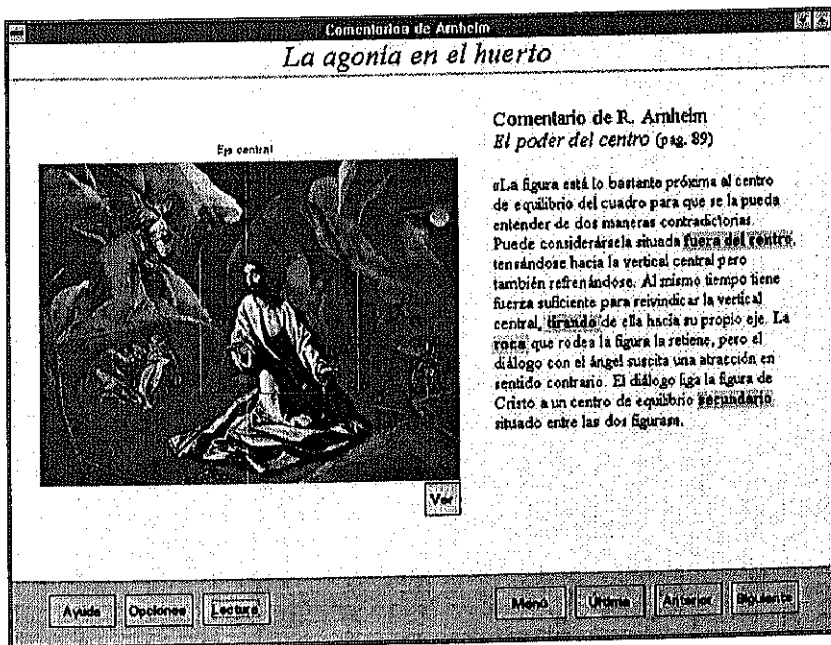 Comentarios de Arnheim
La agonía en el huerto
Eje central
Ver
Comentario de R. Arnheim
El poder del centro (pag. 89)
«La figura está lo bastante próxima al centro
de equilibrio del cuadro para que se la pueda
entender de dos maneras contradictorias.
Puede considerársela situada fuera del centro,
tensándose hacia la vertical central pero
también refrenándose. Al mismo tiempo tiene
fuerza suficiente para reivindicar la vertical
central, tirando de ella hacia su propio eje. La
roca que rodea la figura la retiene, pero el
diálogo con el ángel suscita una atracción en
sentido contrario. El diálogo liga la figura de
Cristo a un centro de equilibrio secundario
situado entre las dos figuras».
Ayuda Opciones Lectura Menú Última Anterior Siguiente